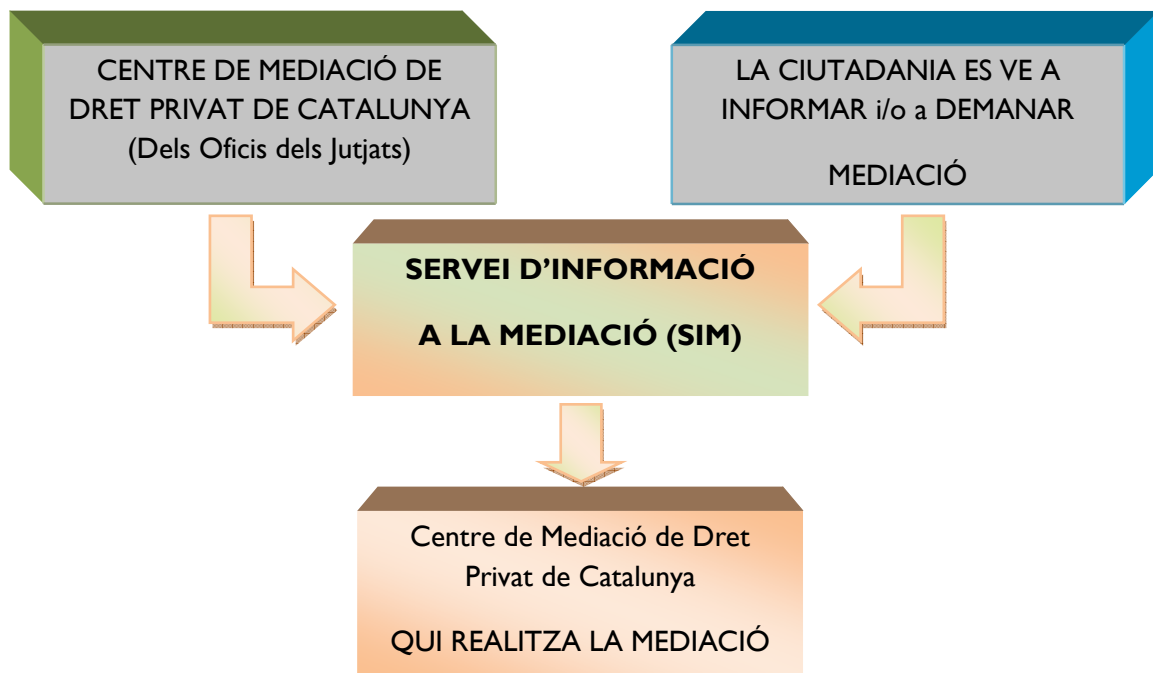 CENTRE DE MEDIACIÓ DE
DRET PRIVAT DE CATALUNYA
(Dels Oficis dels Jutjats)
LA CIUTADANIA ES VE A
INFORMAR i/o a DEMANAR
MEDIACIÓ
SERVEI D’INFORMACIÓ
A LA MEDIACIÓ (SIM)
Centre de Mediació de Dret
Privat de Catalunya
QUI REALITZA LA MEDIACIÓ